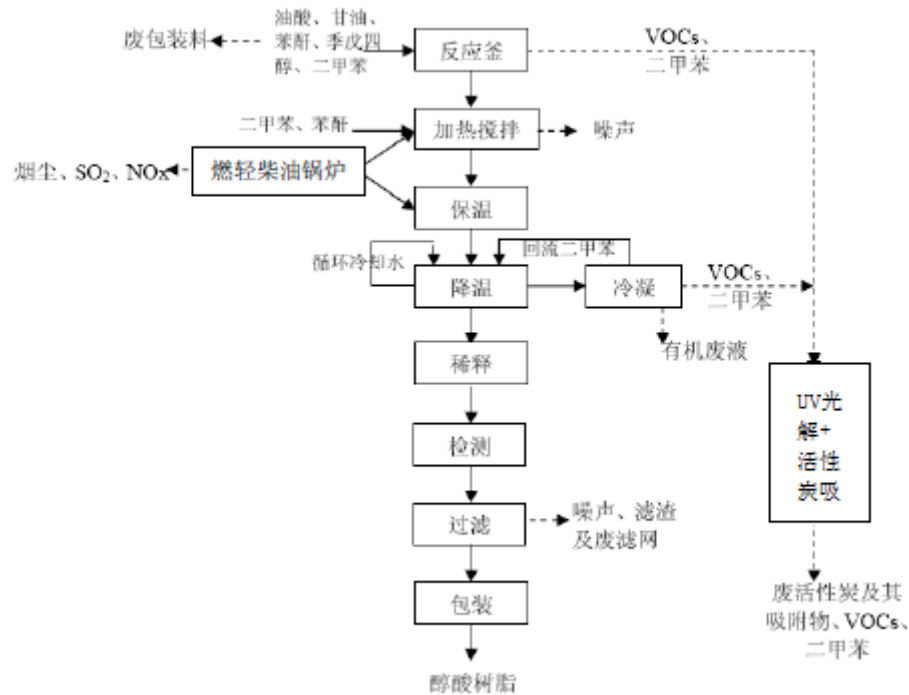 油酸、甘油、
废包装料
苯酐、季戊四
醇、二甲苯
反应釜
VOCs、
二甲苯
二甲苯、苯酐
加热搅拌
噪声
烟尘、SO₂、NOx
燃轻柴油锅炉
保温
回流二甲苯
循环冷却水
降温
冷凝
VOCs、
二甲苯
有机废液
稀释
UV光
解+
活性
炭吸
检测
过滤
噪声、滤渣
及废滤网
包装
废活性炭及其
吸附物、VOCs、
二甲苯
醇酸树脂